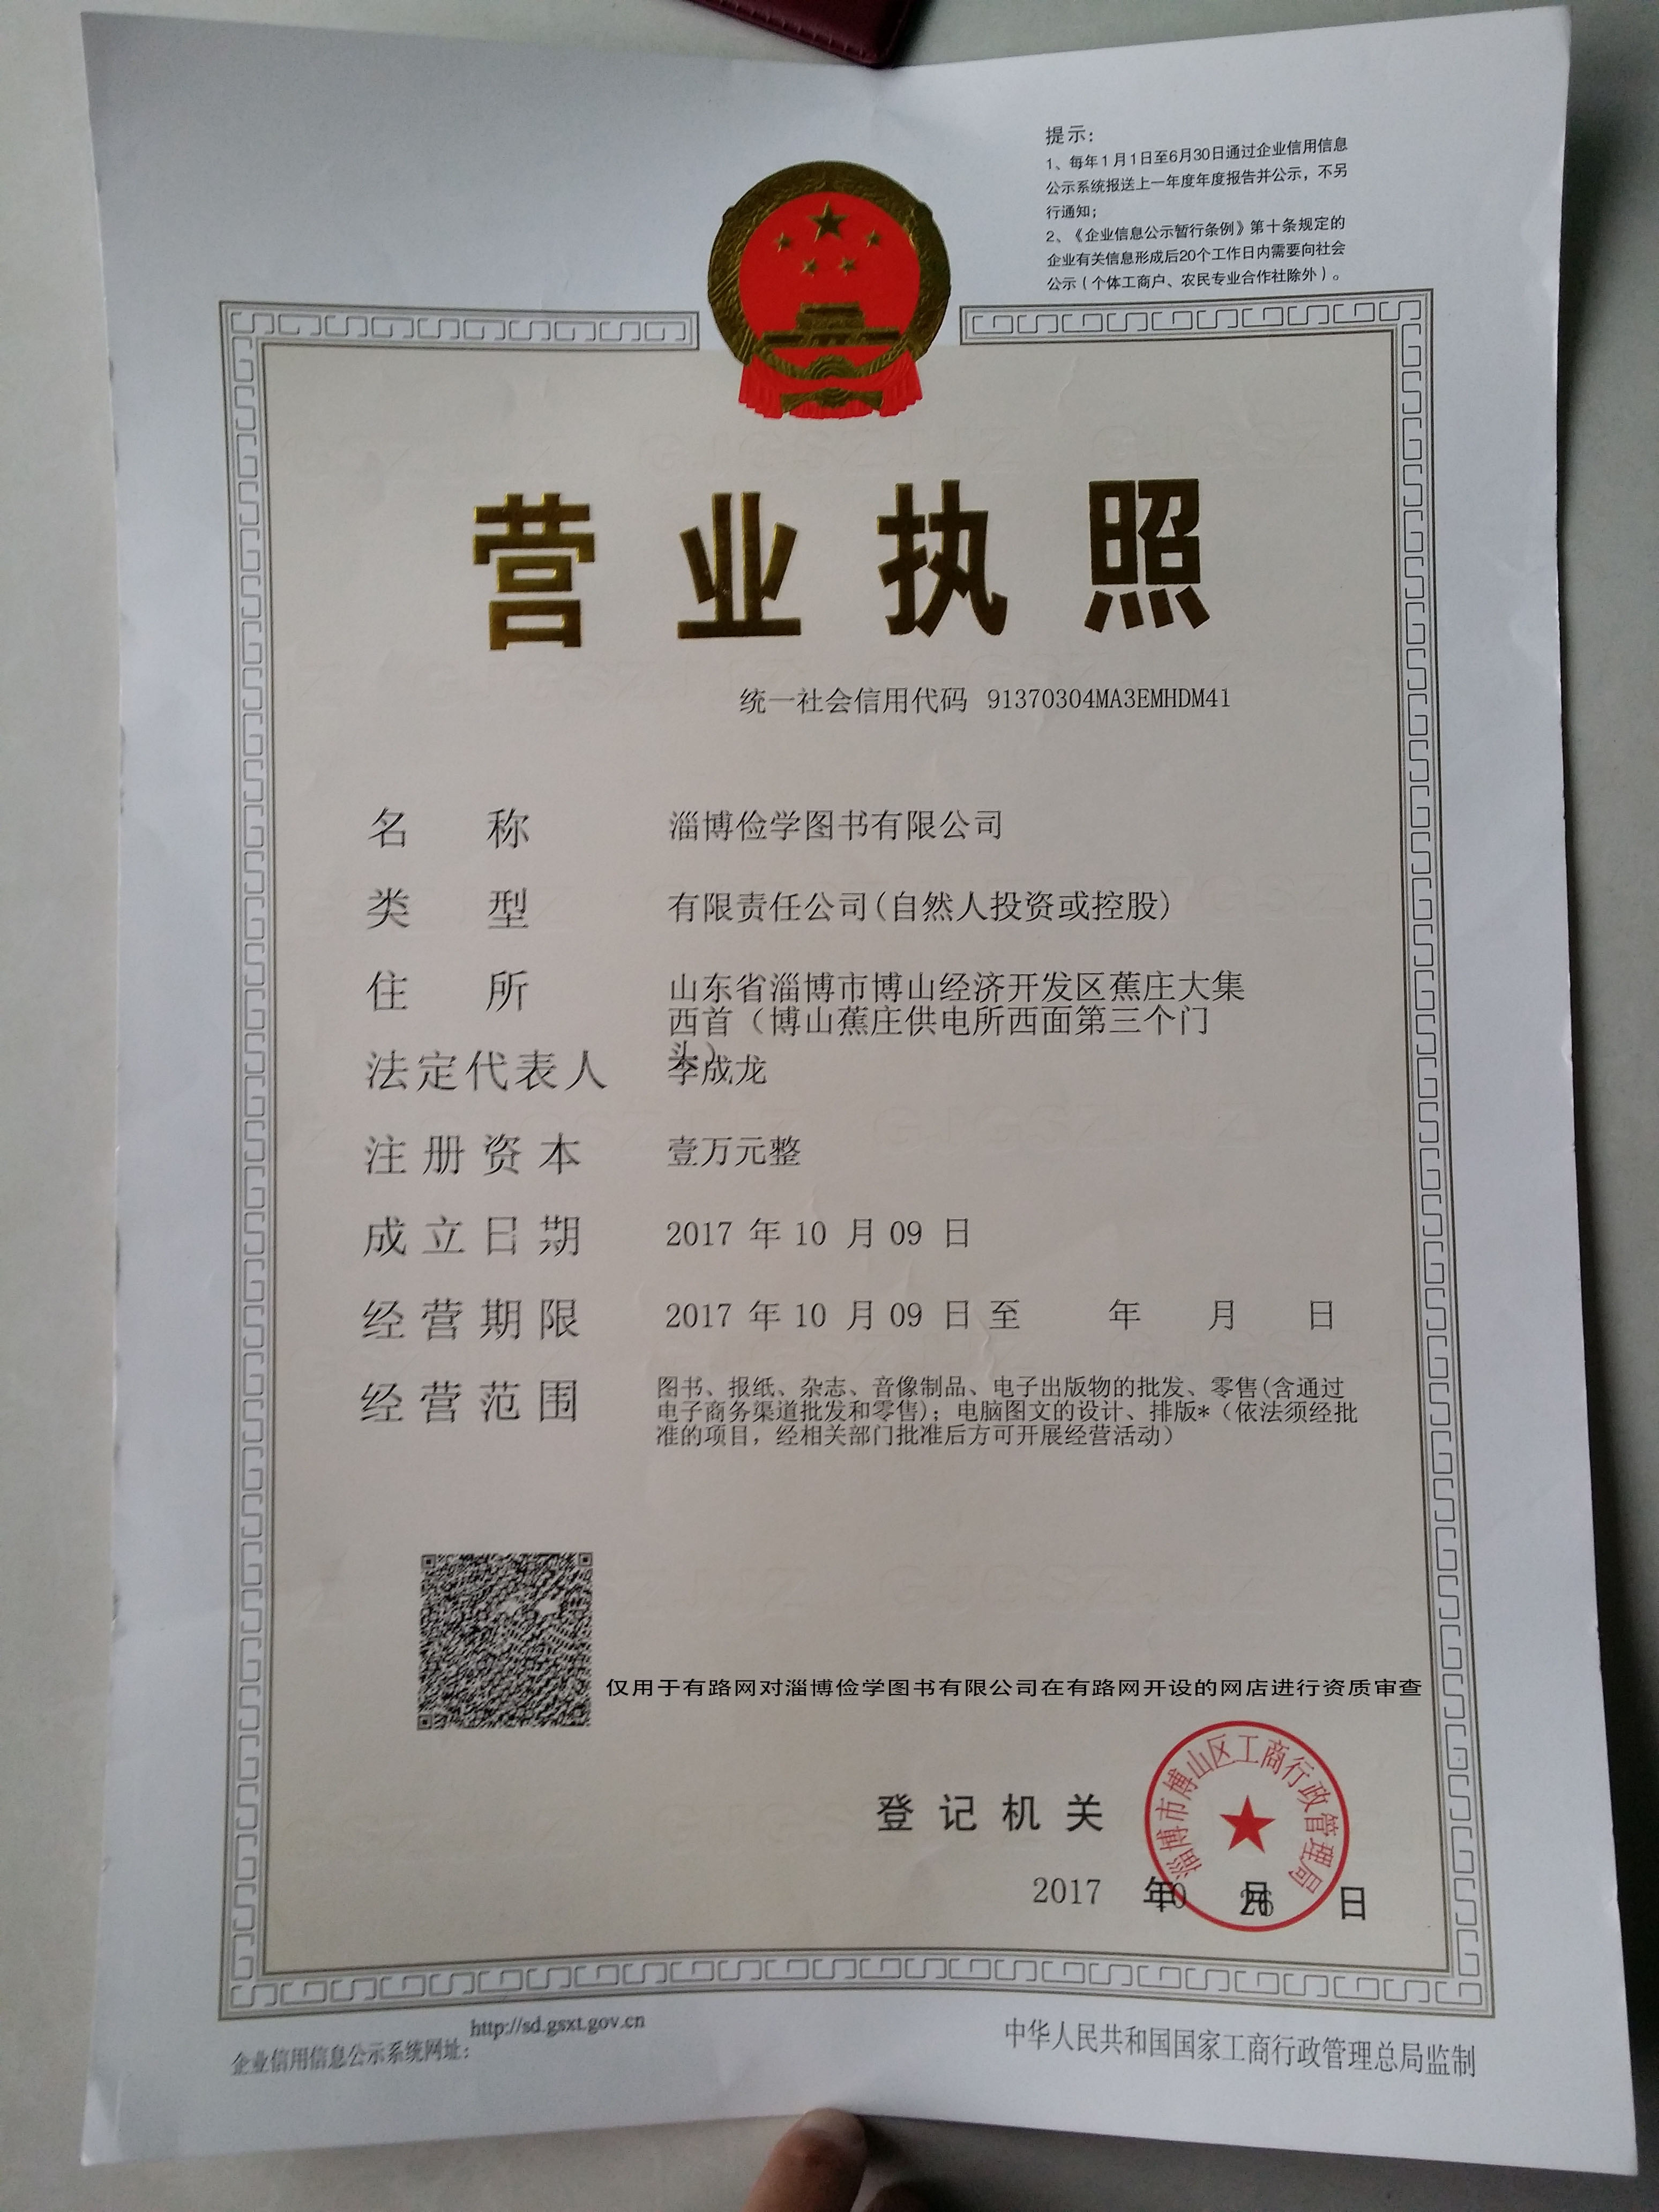 提示：
1、每年1月1日至6月30日通过企业信用信息
公示系统报送上一年度年度报告并公示，不另
行通知；
2、《企业信息公示暂行条例》第十条规定的
企业有关信息形成后20个工作日内需要向社会
公示（个体工商户、农民专业合作社除外）。
营业执照
统一社会信用代码 91370304MA3EMHDM41
名称 淄博俭学图书有限公司
类型 有限责任公司(自然人投资或控股)
住所 山东省淄博市博山经济开发区蕉庄大集
西首（博山蕉庄供电所西面第三个门
头）
法定代表人 李成龙
注册资本 壹万元整
成立日期 2017 年 10 月 09 日
经营期限 2017 年 10 月 09 日 至 年 月 日
经营范围 图书、报纸、杂志、音像制品、电子出版物的批发、零售(含通过
电子商务渠道批发和零售)；电脑图文的设计、排版*（依法须经批
准的项目，经相关部门批准后方可开展经营活动）
仅用于有路网对淄博俭学图书有限公司在有路网开设的网店进行资质审查
登记机关
淄博市博山区工商行政管理局
2017 年 10 月 26 日
企业信用信息公示系统网址： http://sd.gsxt.gov.cn
中华人民共和国国家工商行政管理总局监制